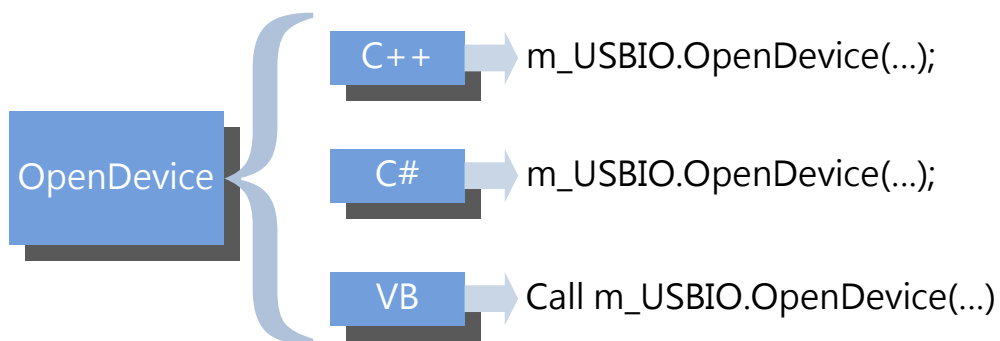 OpenDevice
C++
m_USBIO.OpenDevice(...);
C#
m_USBIO.OpenDevice(...);
VB
Call m_USBIO.OpenDevice(...)